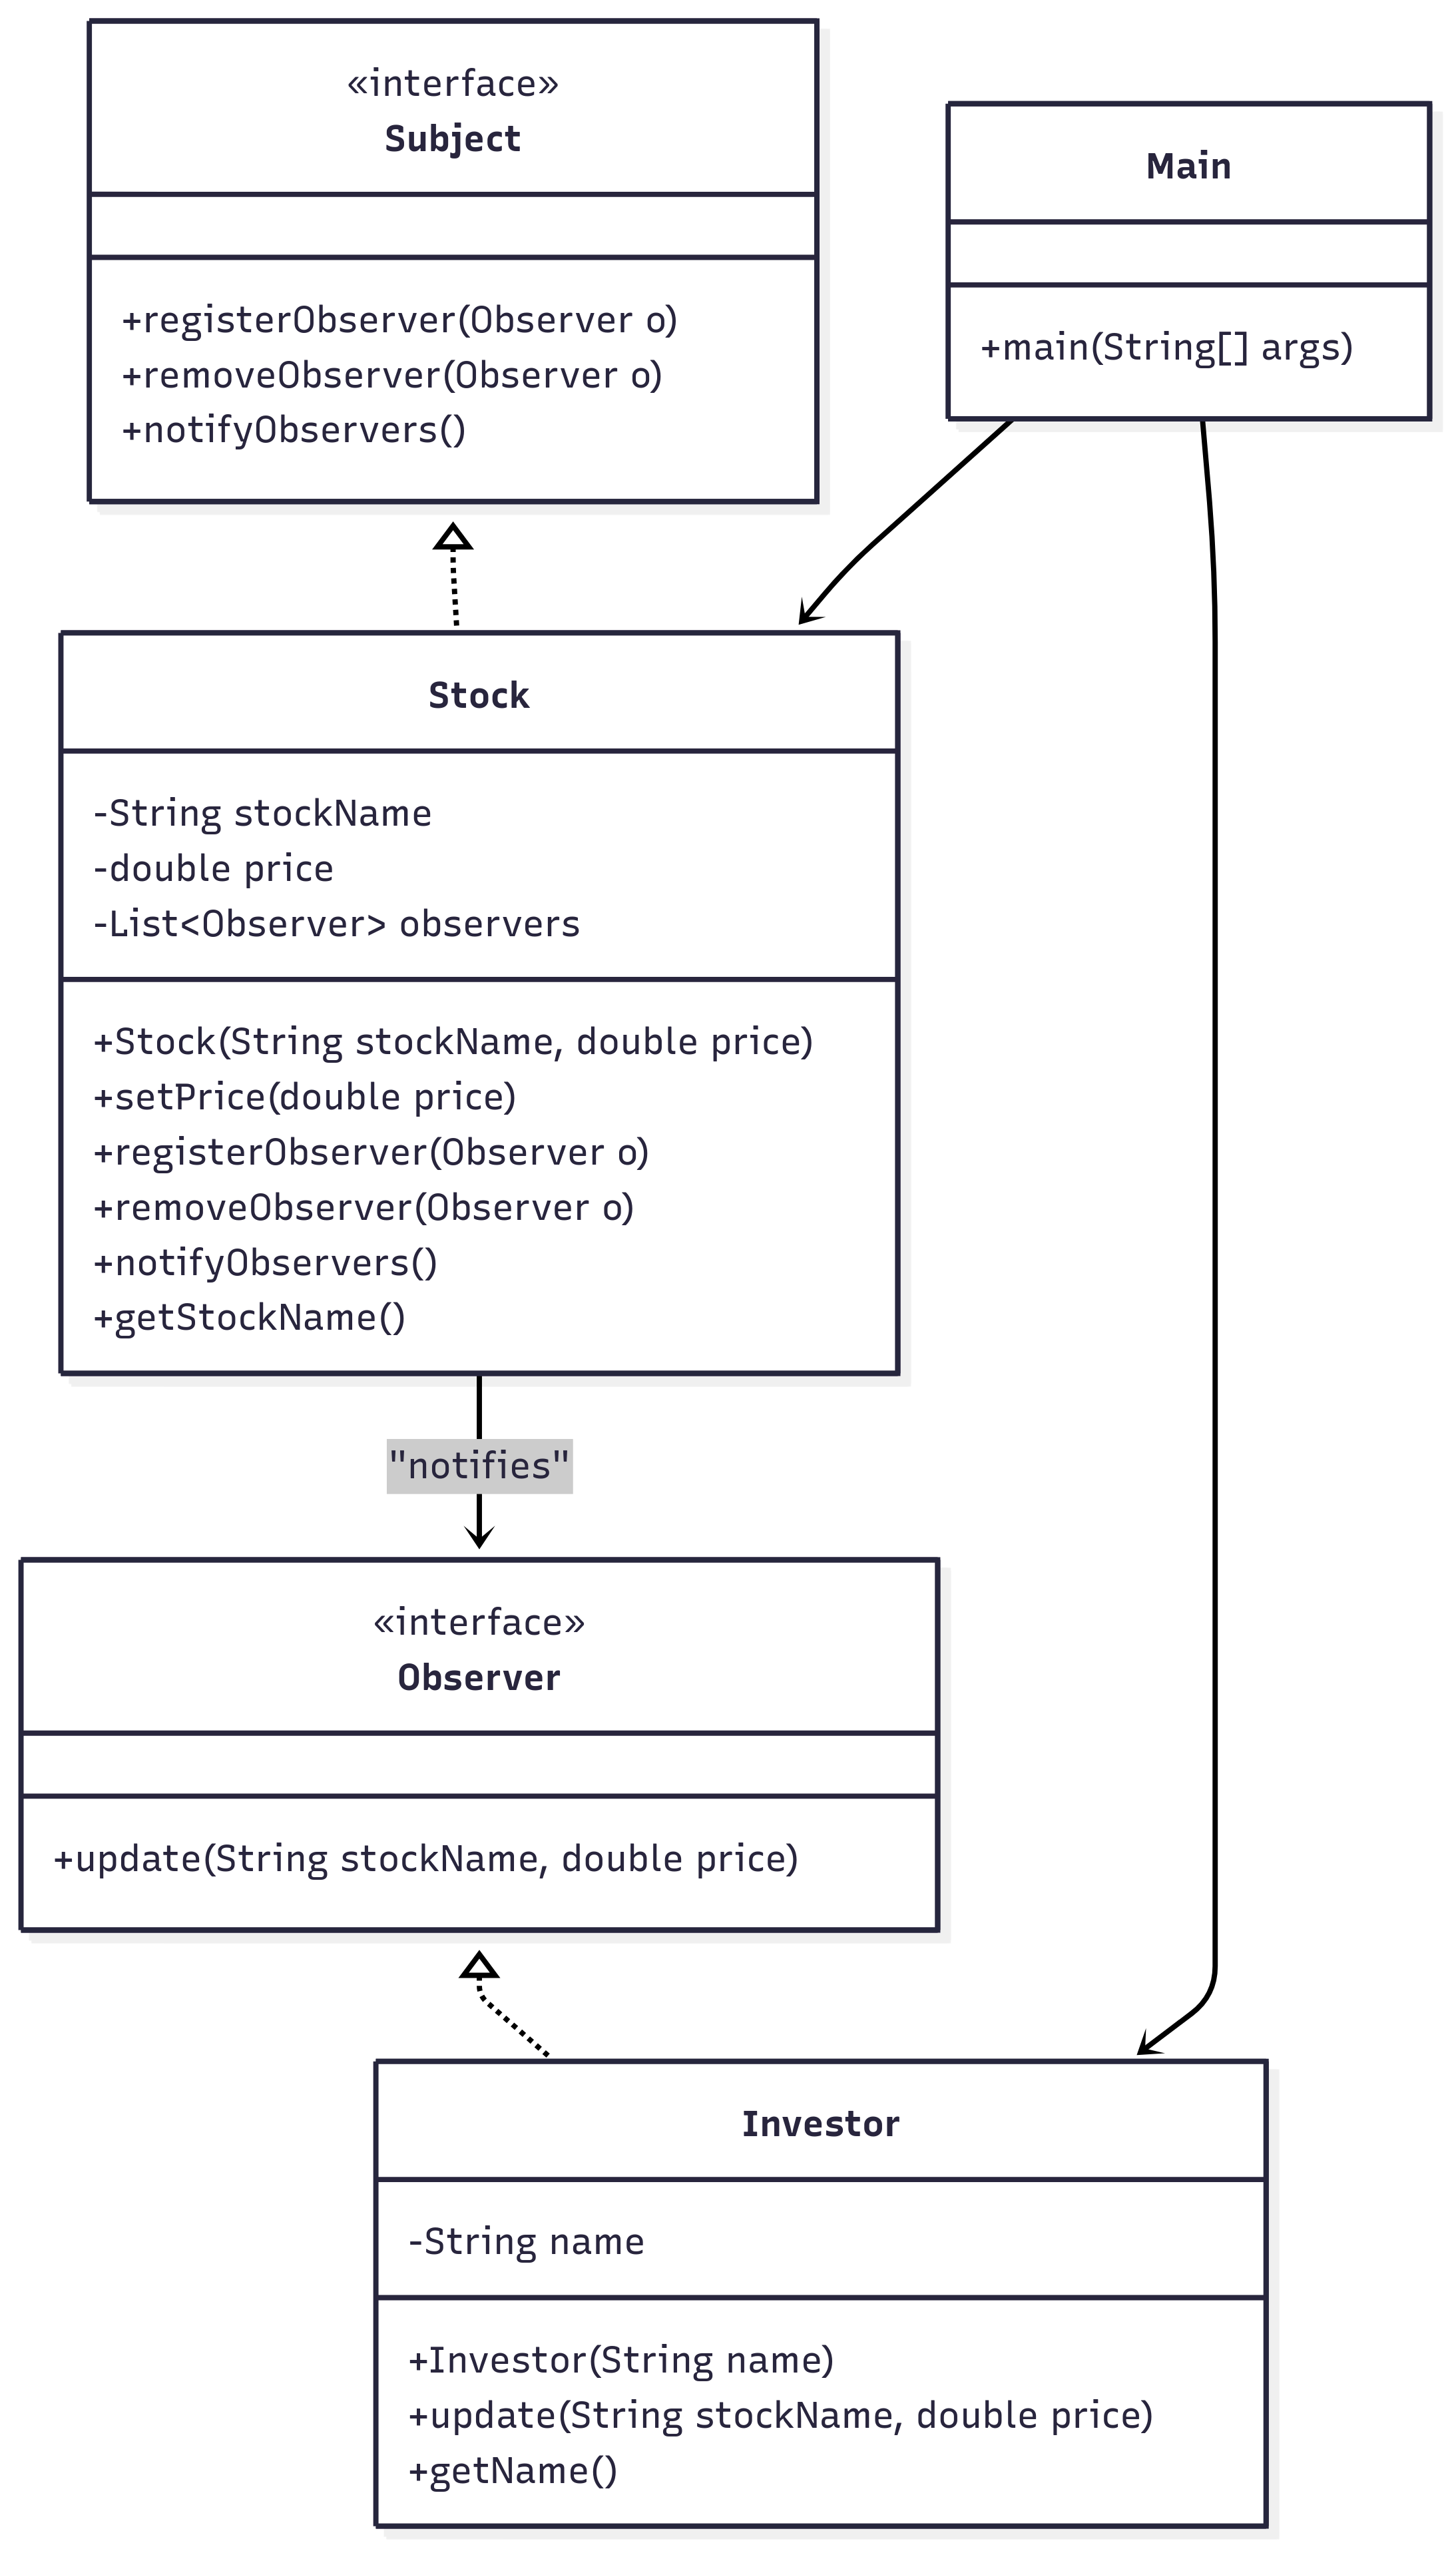 «interface»
Subject
+registerObserver(Observer o)
+removeObserver(Observer o)
+notifyObservers()
Main
+main(String[] args)
Stock
-String stockName
-double price
-List<Observer> observers
+Stock(String stockName, double price)
+setPrice(double price)
+registerObserver(Observer o)
+removeObserver(Observer o)
+notifyObservers()
+getStockName()
"notifies"
«interface»
Observer
+update(String stockName, double price)
Investor
-String name
+Investor(String name)
+update(String stockName, double price)
+getName()